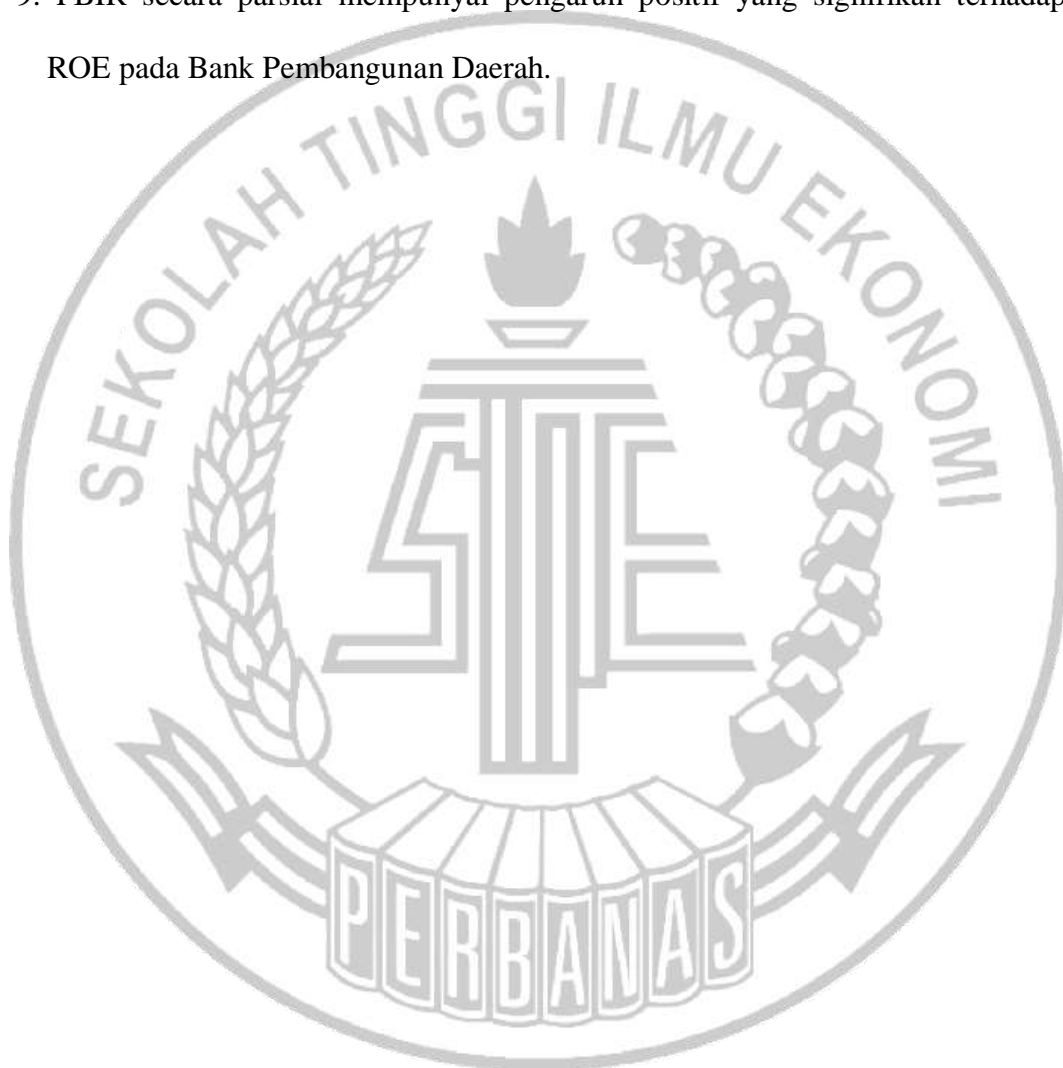 9. FBIR secara parsial mempunyai pengaruh positif yang signifikan terhadap
ROE pada Bank Pembangunan Daerah.
SEKOLAH TINGGI ILMU EKONOMI
STIE
PERBANAS